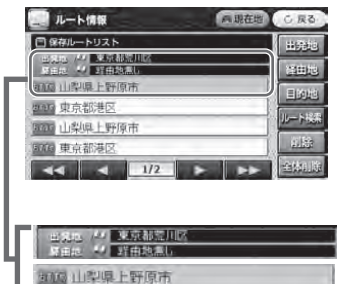 ルート情報 現在地 戻る
保存ルートリスト 出発地
出発地 東京都荒川区
経由地 経由地無し 経由地
山梨県上野原市
東京都港区 目的地
山梨県上野原市 ルート検索
東京都港区 削除
1/2 全体削除
出発地 東京都荒川区
経由地 経由地無し
山梨県上野原市